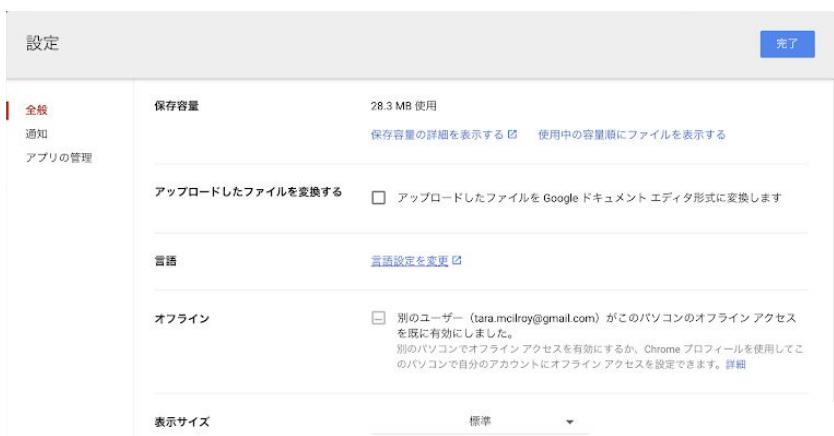 設定
完了
全般
通知
アプリの管理
保存容量
28.3 MB 使用
保存容量の詳細を表示する 使用中の容量順にファイルを表示する
アップロードしたファイルを変換する
アップロードしたファイルを Google ドキュメント エディタ形式に変換します
言語
言語設定を変更
オフライン
別のユーザー（tara.mcilroy@gmail.com）がこのパソコンのオフライン アクセス
を既に有効にしました。
別のパソコンでオフライン アクセスを有効にするか、Chrome プロフィールを使用してこ
のパソコンで自分のアカウントにオフライン アクセスを設定できます。詳細
表示サイズ
標準